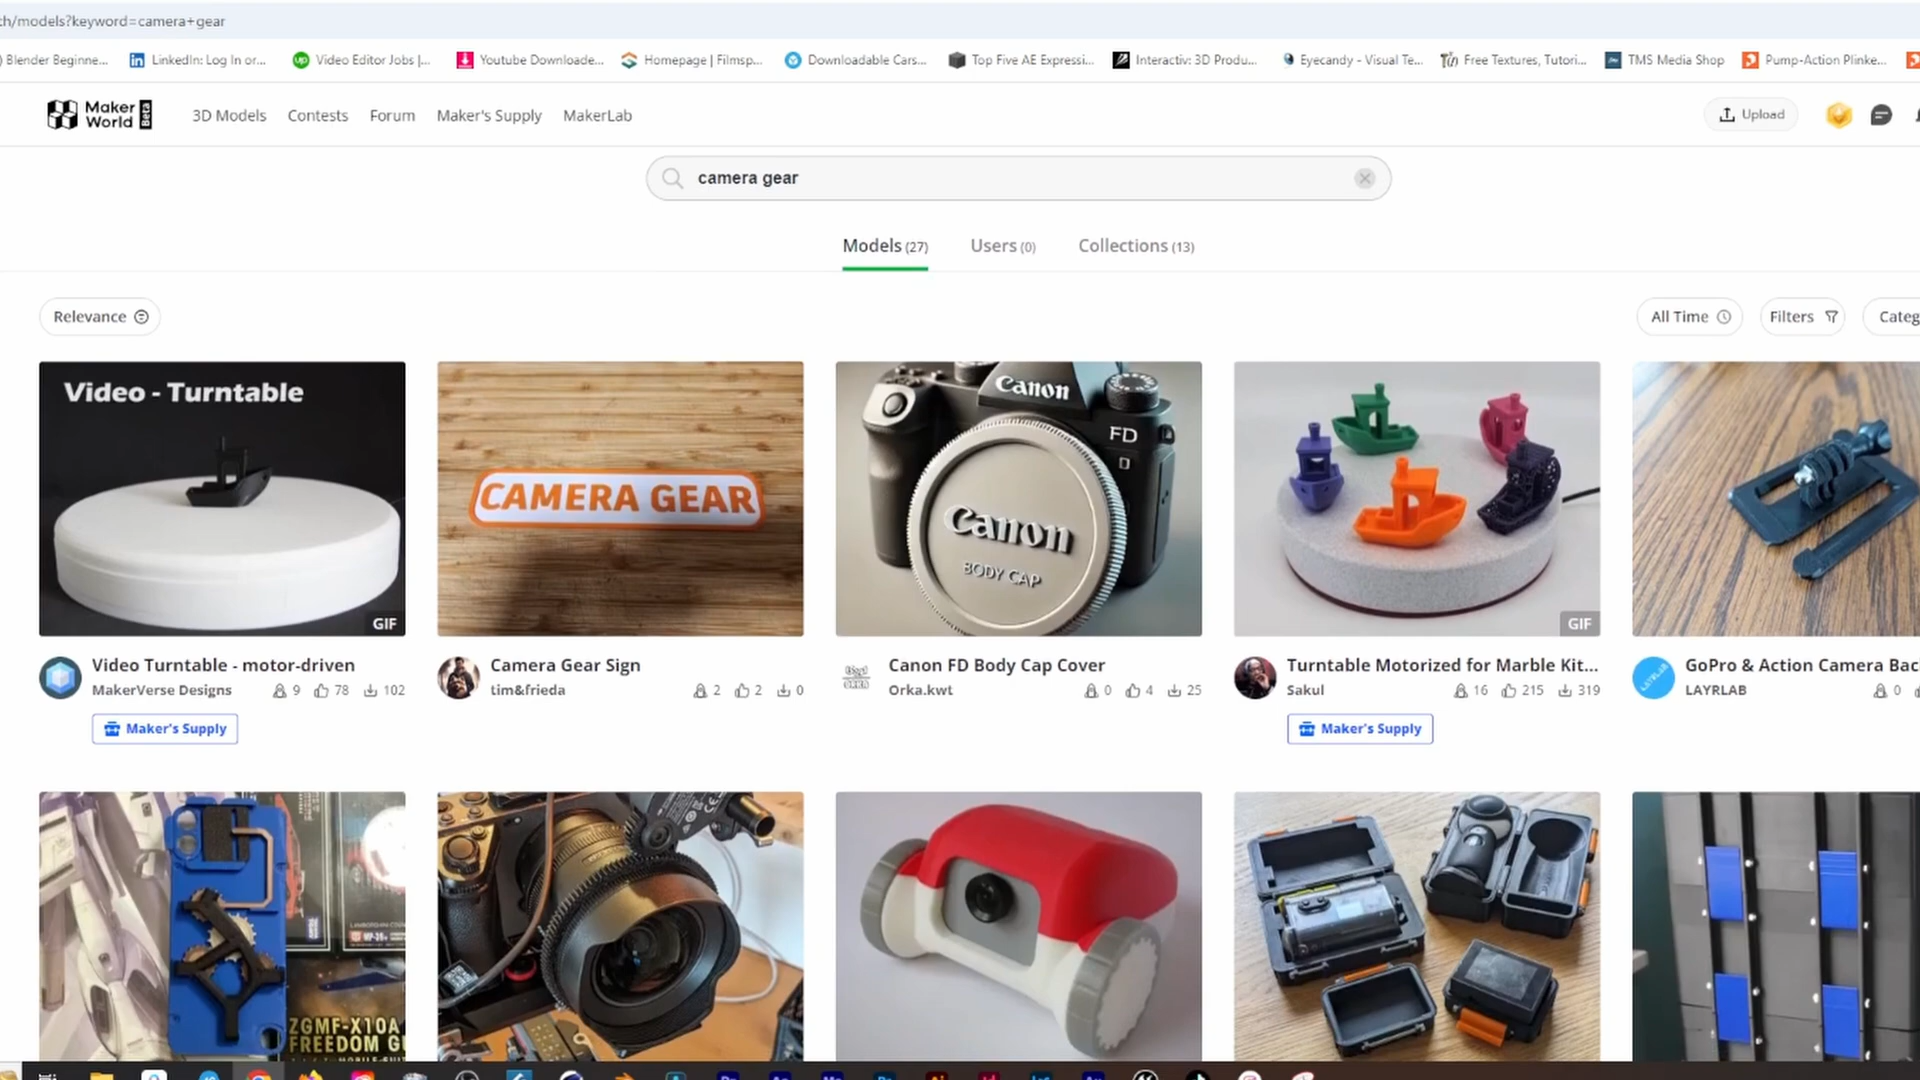 ch/models?keyword=camera+gear
Blender Beginne...
LinkedIn: Log In or...
Video Editor Jobs |...
Youtube Downloade...
Homepage | Filmsp...
Downloadable Cars...
Top Five AE Expressi...
Interactiv: 3D Produ...
Eyecandy - Visual Te...
Free Textures, Tutori...
TMS Media Shop
Pump-Action Plinke...
Maker World Beta
3D Models
Contests
Forum
Maker's Supply
MakerLab
Upload
camera gear
Models (27)
Users (0)
Collections (13)
Relevance
All Time
Filters
Categ
Video - Turntable
GIF
CAMERA GEAR
Canon
FD
D
Canon
BODY CAP
GIF
Video Turntable - motor-driven
MakerVerse Designs
9
78
102
Maker's Supply
Camera Gear Sign
tim&frieda
2
2
0
Canon FD Body Cap Cover
Orka.kwt
0
4
25
Turntable Motorized for Marble Kit...
Sakul
16
215
319
Maker's Supply
LAYRLAB
GoPro & Action Camera Bac
LAYRLAB
0
ZGMF-X10A
FREEDOM GU